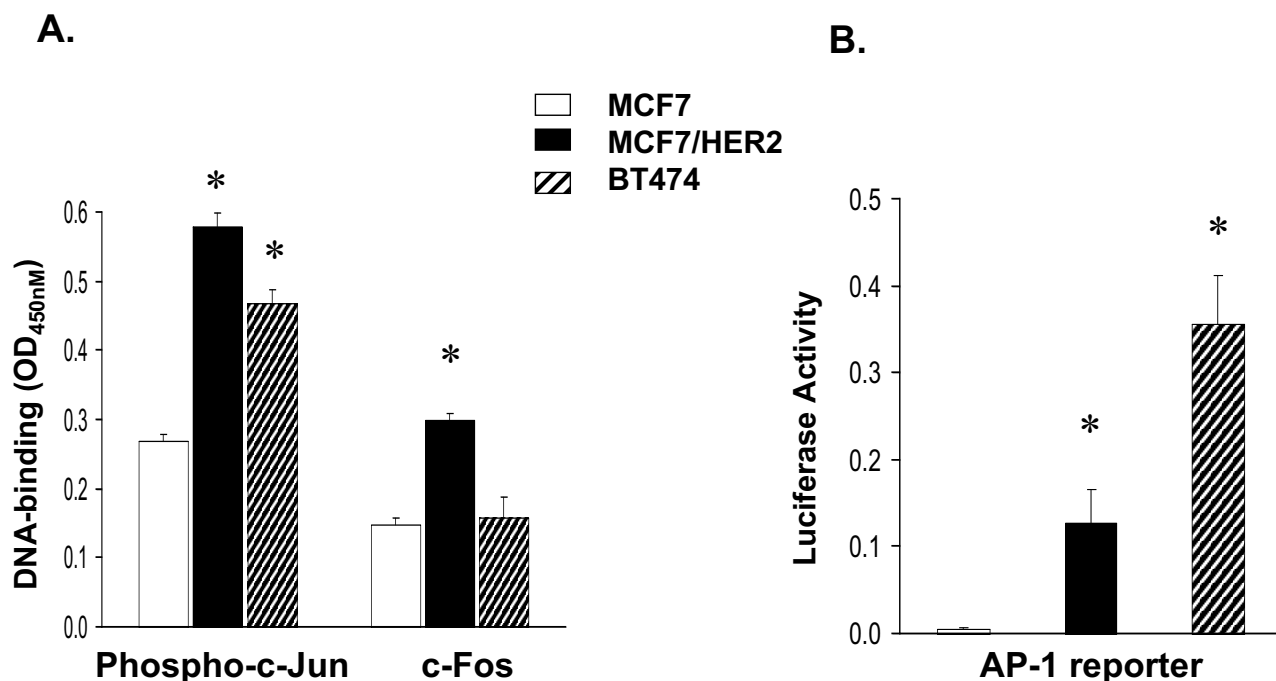 A.
B.
MCF7
MCF7/HER2
BT474
*
*
*
0.6
0.5
0.4
0.3
0.2
0.1
0.0
DNA-binding (OD450nM)
Phospho-c-Jun c-Fos
*
*
0.5
0.4
0.3
0.2
0.1
0.0
Luciferase Activity
AP-1 reporter